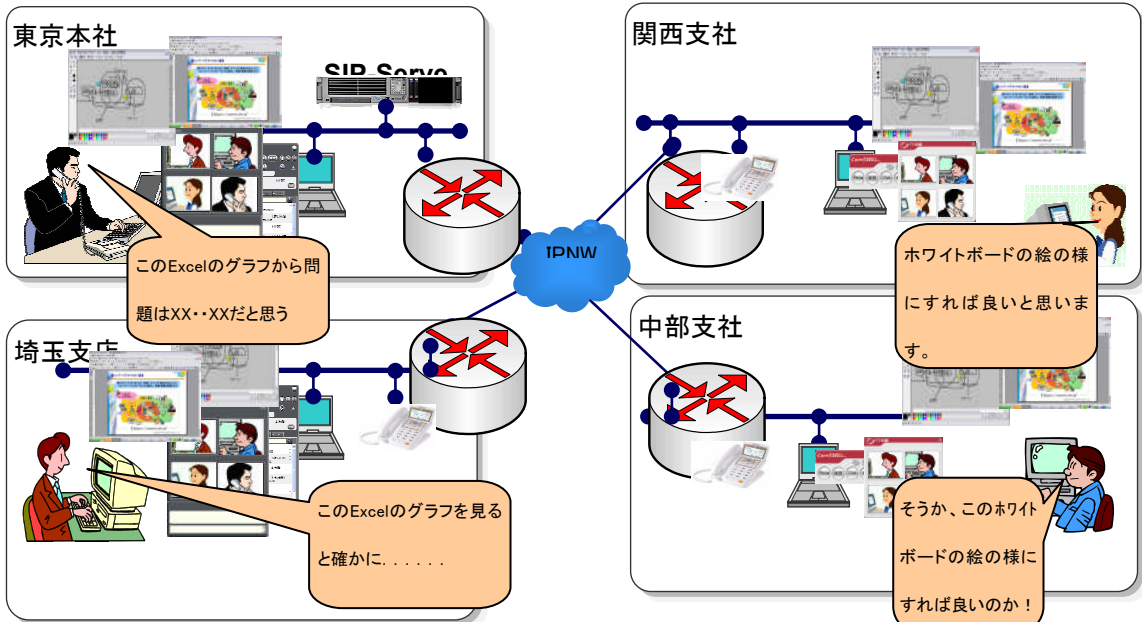 東京本社
SIP-Serve
このExcelのグラフから問
題はXX・・XXだと思う
関西支社
ホワイトボードの絵の様
にすれば良いと思いま
す。
IPNW
埼玉支店
このExcelのグラフを見る
と確かに．．．．．．
中部支社
そうか、このホワイト
ボードの絵の様に
すれば良いのか！